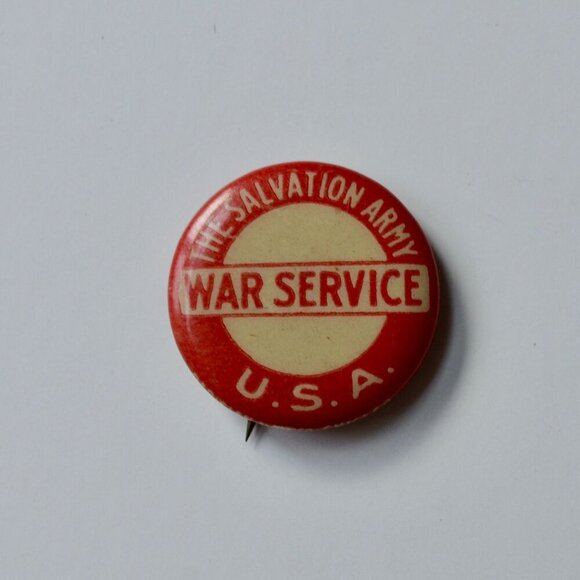 THE SALVATION ARMY
WAR SERVICE
U.S.A.